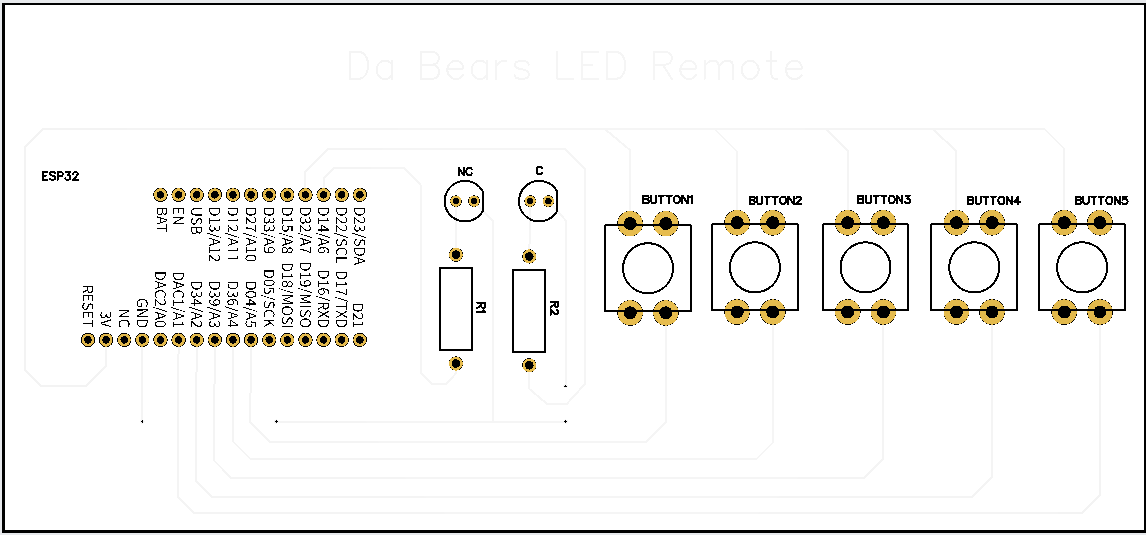 Da Bears LED Remote
ESP32
NC
C
BUTTON1
BUTTON2
BUTTON3
BUTTON4
BUTTON5
BAT
EN
USB
D13/A12
D12/A11
D27/A10
D33/A9
D15/A8
D32/A7
D14/A6
D22/SCL
D23/SDA
RESET
3V
NC
GND
DAC2/A0
DAC1/A1
D34/A2
D39/A3
D36/A4
D04/A5
D05/SCK
D18/MOSI
D19/MISO
D16/RXD
D17/TXD
D21
R1
R2